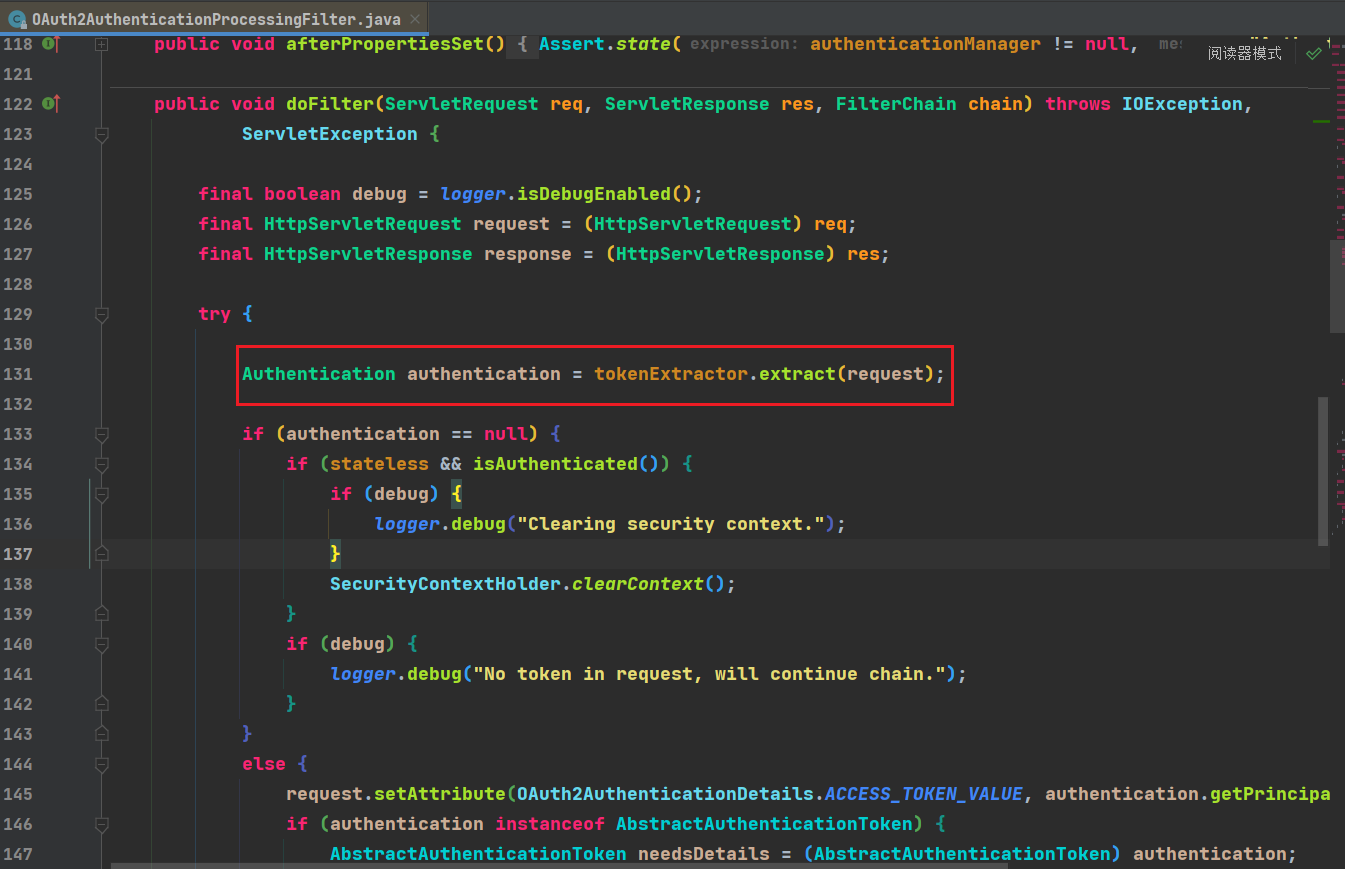 OAuth2AuthenticationProcessingFilter.java
118 public void afterPropertiesSet() { Assert.state( expression: authenticationManager != null,
阅读器模式
121
122 public void doFilter(ServletRequest req, ServletResponse res, FilterChain chain) throws IOException,
123 ServletException {
124
125 final boolean debug = logger.isDebugEnabled();
126 final HttpServletRequest request = (HttpServletRequest) req;
127 final HttpServletResponse response = (HttpServletResponse) res;
128
129 try {
130
131 Authentication authentication = tokenExtractor.extract(request);
132
133 if (authentication == null) {
134 if (stateless && isAuthenticated()) {
135 if (debug) {
136 logger.debug("Clearing security context.");
137 }
138 SecurityContextHolder.clearContext();
139 }
140 if (debug) {
141 logger.debug("No token in request, will continue chain.");
142 }
143 }
144 else {
145 request.setAttribute(OAuth2AuthenticationDetails.ACCESS_TOKEN_VALUE, authentication.getPrincipa
146 if (authentication instanceof AbstractAuthenticationToken) {
147 AbstractAuthenticationToken needsDetails = (AbstractAuthenticationToken) authentication;